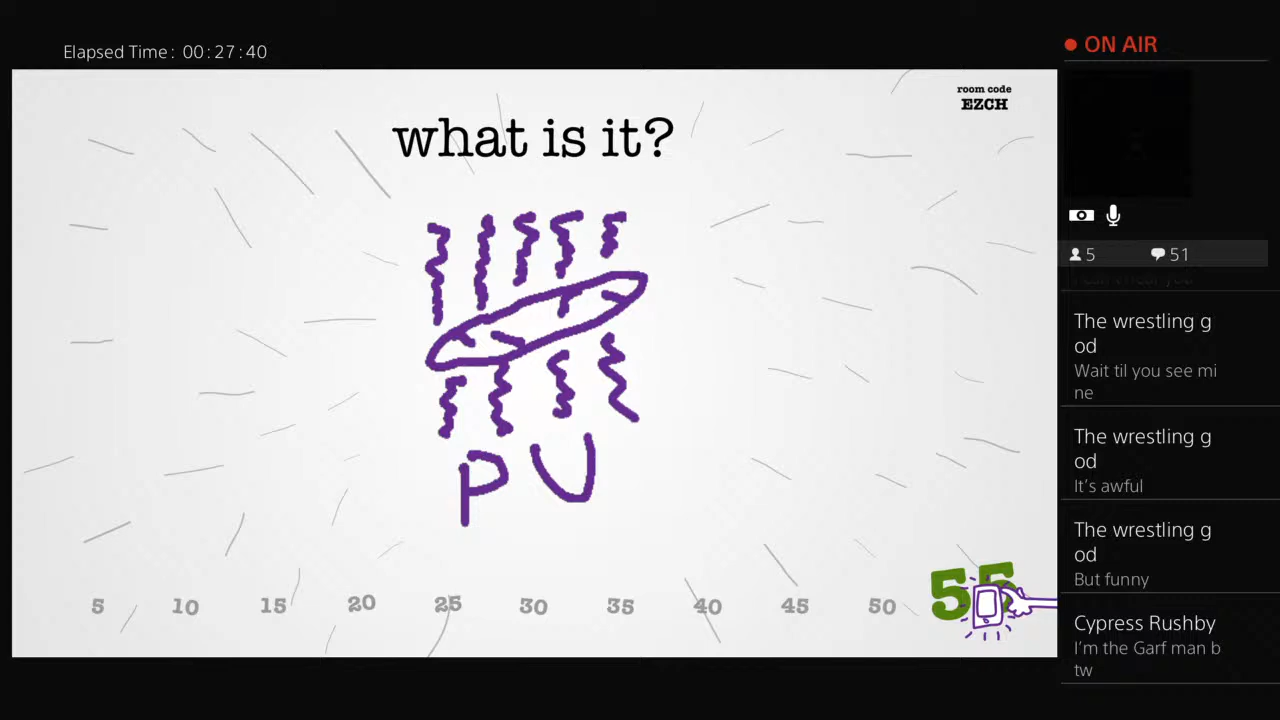 Elapsed Time: 00:27:40
ON AIR
room code
EZCH
what is it?
5
51
The wrestling g
od
Wait til you see mi
ne
The wrestling g
od
It's awful
PU
The wrestling g
od
But funny
5 10 15 20 25 30 35 40 45 50 55
Cypress Rushby
I'm the Garf man b
tw